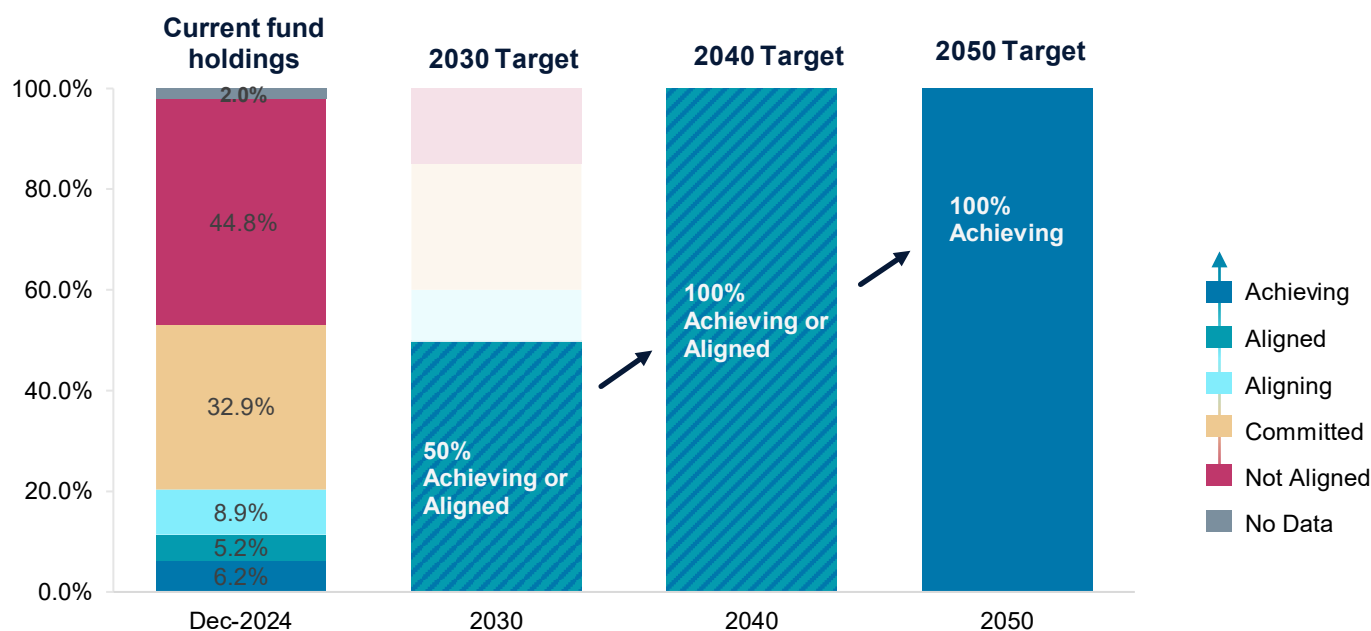 Current fund
holdings
2030 Target
2040 Target
2050 Target
100.0%
80.0%
60.0%
40.0%
20.0%
0.0%
2.0%
44.8%
32.9%
8.9%
5.2%
6.2%
50%
Achieving or
Aligned
100%
Achieving or
Aligned
100%
Achieving
Dec-2024
2030
2040
2050
Achieving
Aligned
Aligning
Committed
Not Aligned
No Data